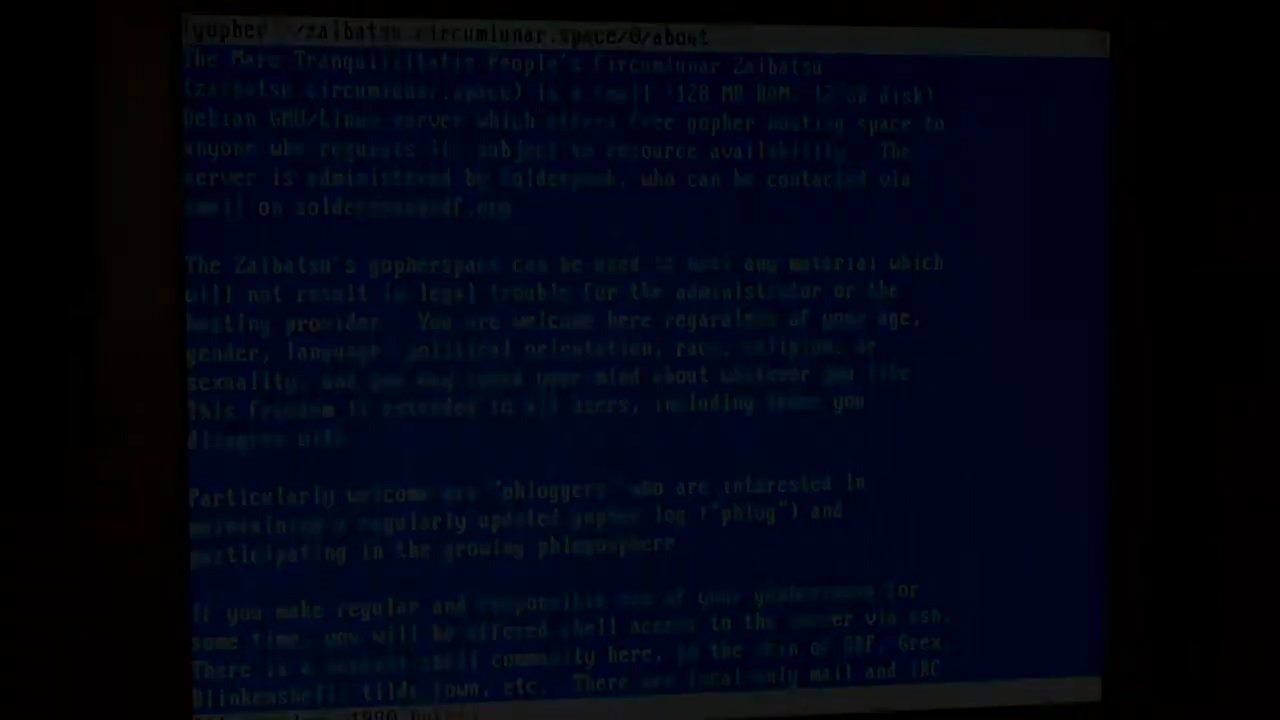 gopher://zaibatsu.circumlunar.space/0/about
The Mare Tranquillitatis People's Circumlunar Zaibatsu
(zaibatsu.circumlunar.space) is a small (128 MB ROM, 12 GB disk)
Debian GNU/Linux server which offers free gopher hosting space to
anyone who requests it, subject to resource availability. The
server is administered by Solderpunk, who can be contacted via
email on
The Zaibatsu's gopherspace can be used to host any material which
will not result in legal trouble for the administrator or the
hosting provider. You are welcome here regardless of your age,
gender, language, political orientation, race, religion, or
sexuality, and you may speak your mind about whatever you like
This freedom is extended to all users, including those you
disagree with
Particularly welcome are "phloggers" who are interested in
maintaining a regularly updated gopher log ("phlog") and
participating in the growing phlogosphere
If you make regular and responsible use of your gopherspace for
some time, you will be offered shell access to the server via ssh.
There is a small shell community here, in the vein of SDF, Grex,
Blinkenshell, tilde.town, etc. There are local-only mail and IRC